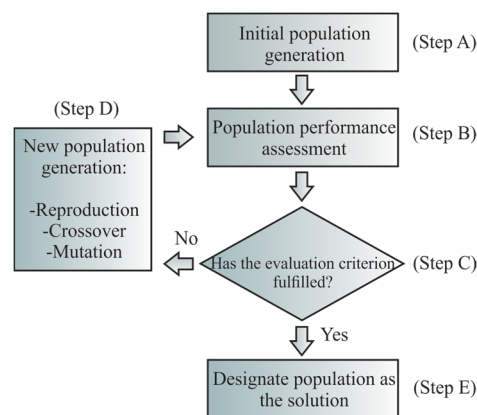 Initial population
generation
(Step A)
(Step D)
Population performance
assessment
(Step B)
New population
generation:
-Reproduction
-Crossover
-Mutation
No
Has the evaluation criterion
fulfilled?
(Step C)
Yes
Designate population as
the solution
(Step E)